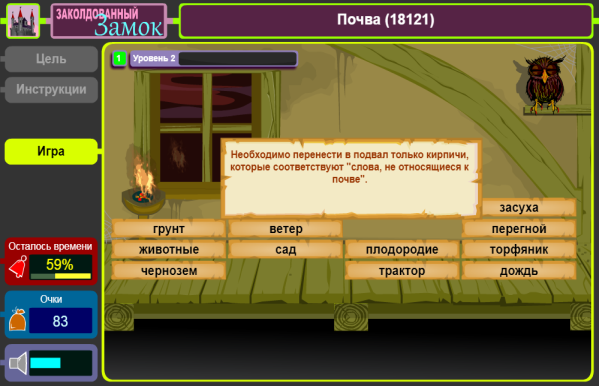 ЗАКОЛДОВАННЫЙ
Замок
Почва (18121)
Цель
Инструкции
Игра
1
Уровень 2
Необходимо перенести в подвал только кирпичи,
которые соответствуют "слова, не относящиеся к
почве".
засуха
грунт ветер перегной
животные сад плодородие торфяник
чернозем трактор дождь
Осталось времени
59%
Очки
83